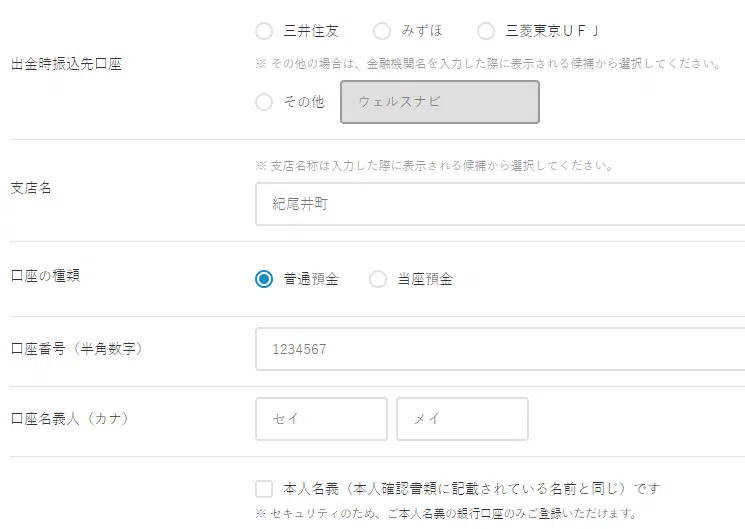 三井住友 みずほ 三菱東京ＵＦＪ
出金時振込先口座
※ その他の場合は、金融機関名を入力した際に表示される候補から選択してください。
その他 ウェルスナビ
※ 支店名称は入力した際に表示される候補から選択してください。
支店名
紀尾井町
口座の種類 普通預金 当座預金
口座番号（半角数字） 1234567
口座名義人（カナ） セイ メイ
本人名義（本人確認書類に記載されている名前と同じ）です
※ セキュリティのため、ご本人名義の銀行口座のみご登録いただけます。